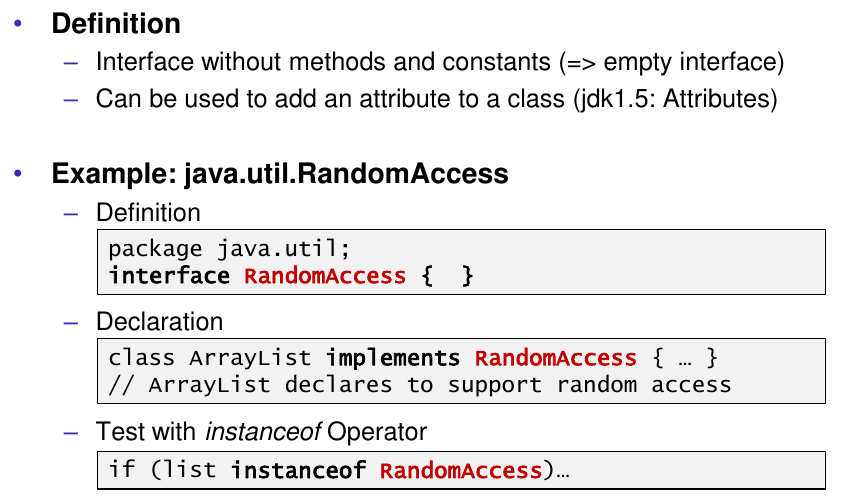 • Definition
– Interface without methods and constants (=> empty interface)
– Can be used to add an attribute to a class (jdk1.5: Attributes)
• Example: java.util.RandomAccess
– Definition
package java.util;
interface RandomAccess {  }
– Declaration
class ArrayList implements RandomAccess { … }
// ArrayList declares to support random access
– Test with instanceof Operator
if (list instanceof RandomAccess)…